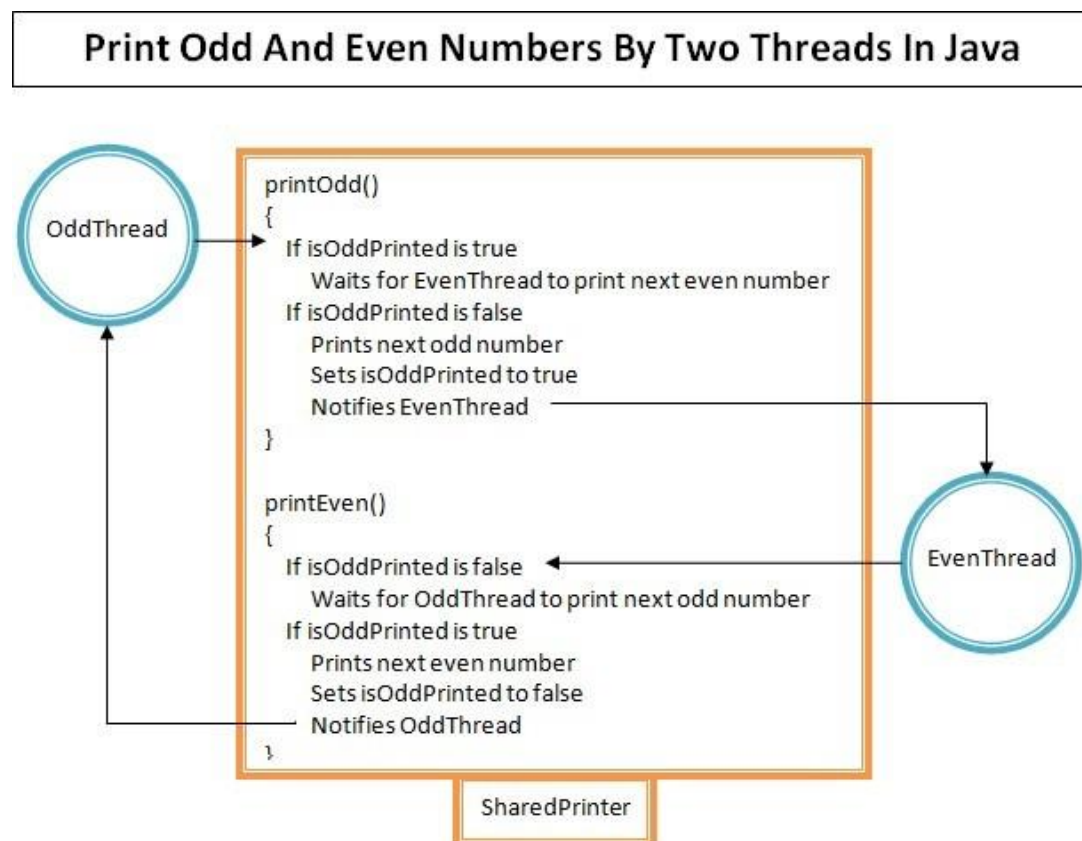 Print Odd And Even Numbers By Two Threads In Java
OddThread
printOdd()
{
If isOddPrinted is true
Waits for EvenThread to print next even number
If isOddPrinted is false
Prints next odd number
Sets isOddPrinted to true
Notifies EvenThread
}
printEven()
{
If isOddPrinted is false
Waits for OddThread to print next odd number
If isOddPrinted is true
Prints next even number
Sets isOddPrinted to false
Notifies OddThread
}
EvenThread
SharedPrinter